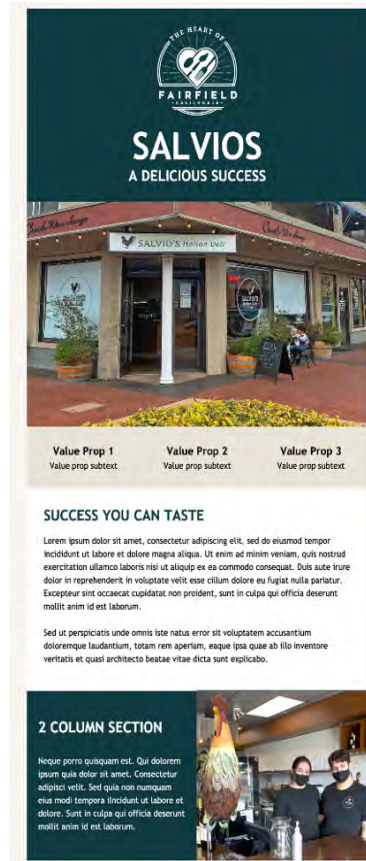 THE HEART OF
FAIRFIELD
CALIFORNIA
SALVIOS
A DELICIOUS SUCCESS
SALVIO'S Italian Deli
SALVIO'S
Value Prop 1
Value Prop 2
Value Prop 3
Value prop subtext
Value prop subtext
Value prop subtext
SUCCESS YOU CAN TASTE
Lorem ipsum dolor sit amet, consectetur adipiscing elit, sed do eiusmod tempor
incididunt ut labore et dolore magna aliqua. Ut enim ad minim veniam, quis nostrud
exercitation ullamco laboris nisi ut aliquip ex ea commodo consequat. Duis aute irure
dolor in reprehenderit in voluptate velit esse cillum dolore eu fugiat nulla pariatur.
Excepteur sint occaecat cupidatat non proident, sunt in culpa qui officia deserunt
mollit anim id est laborum.
Sed ut perspiciatis unde omnis iste natus error sit voluptatem accusantium
doloremque laudantium, totam rem aperiam, eaque ipsa quae ab illo inventore
veritatis et quasi architecto beatae vitae dicta sunt explicabo.
2 COLUMN SECTION
Neque porro quisquam est. Qui dolorem
ipsum quia dolor sit amet. Consectetur
adipisci velit. Sed quia non numquam
eius modi tempora iIncidunt ut labore et
dolore. Sunt in culpa qui officia deserunt
mollit anim id est laborum.